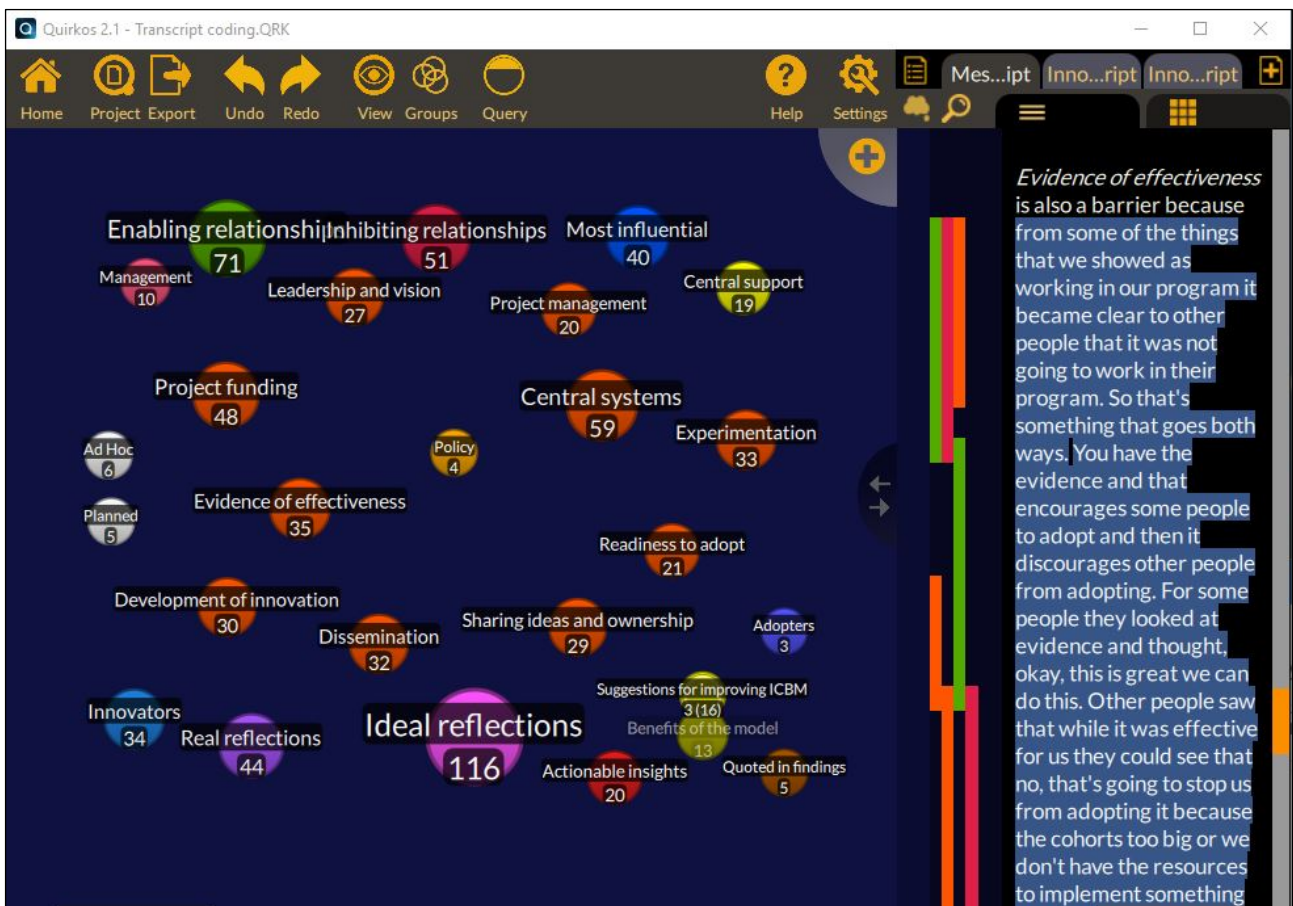 Quirkos 2.1 - Transcript coding.QRK
Home
Project
Export
Undo
Redo
View
Groups
Query
Help
Settings
Mes...ipt
Inno...ript
Inno...ript
Enabling relationship
71
Inhibiting relationships
51
Most influential
40
Management
10
Leadership and vision
27
Project management
20
Central support
19
Project funding
48
Central systems
59
Experimentation
33
Ad Hoc
6
Policy
4
Planned
5
Evidence of effectiveness
35
Readiness to adopt
21
Development of innovation
30
Dissemination
32
Sharing ideas and ownership
29
Adopters
3
Innovators
34
Real reflections
44
Ideal reflections
116
Suggestions for improving ICBM
3 (16)
Benefits of the model
13
Actionable insights
20
Quoted in findings
5
Evidence of effectiveness
is also a barrier because
from some of the things
that we showed as
working in our program it
became clear to other
people that it was not
going to work in their
program. So that's
something that goes both
ways. You have the
evidence and that
encourages some people
to adopt and then it
discourages other people
from adopting. For some
people they looked at
evidence and thought,
okay, this is great we can
do this. Other people saw
that while it was effective
for us they could see that
no, that's going to stop us
from adopting it because
the cohorts too big or we
don't have the resources
to implement something